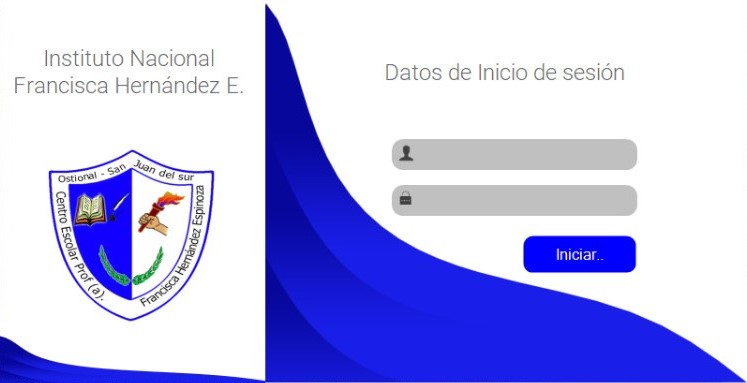 Instituto Nacional
Francisca Hernández E.
Ostional - San Juan del sur
Centro Escolar Prof (a).
Francisca Hernández Espinoza
Datos de Inicio de sesión
Iniciar..